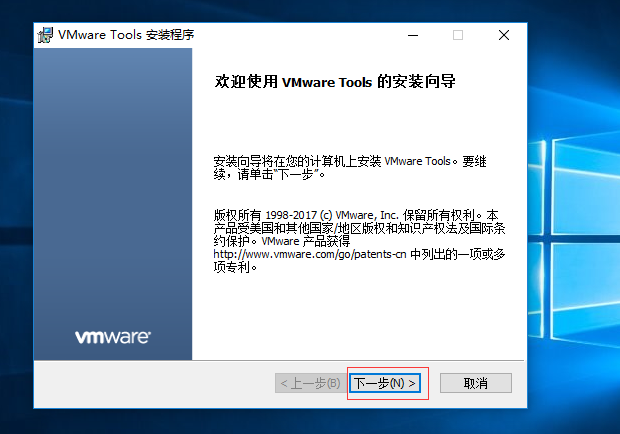 VMware Tools 安装程序
欢迎使用 VMware Tools 的安装向导
安装向导将在您的计算机上安装 VMware Tools。要继
续，请单击“下一步”。
版权所有 1998-2017 (c) VMware, Inc. 保留所有权利。本
产品受美国和其他国家/地区版权和知识产权法及国际条
约保护。VMware 产品获得
http://www.vmware.com/go/patents-cn 中列出的一项或多
项专利。
vmware®
< 上一步(B) 下一步(N) > 取消